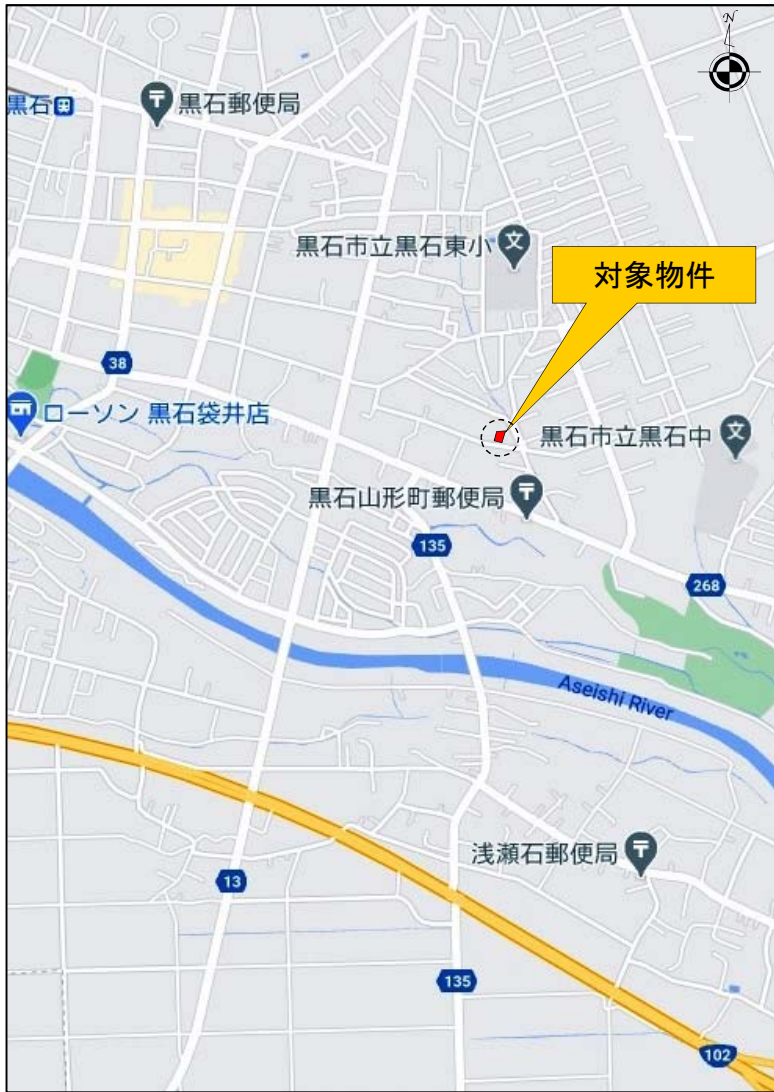 N
黒石
黒石郵便局
黒石市立黒石東小
文
対象物件
38
ローソン 黒石袋井店
黒石市立黒石中
文
黒石山形町郵便局
135
268
Aseishi River
浅瀬石郵便局
13
135
102